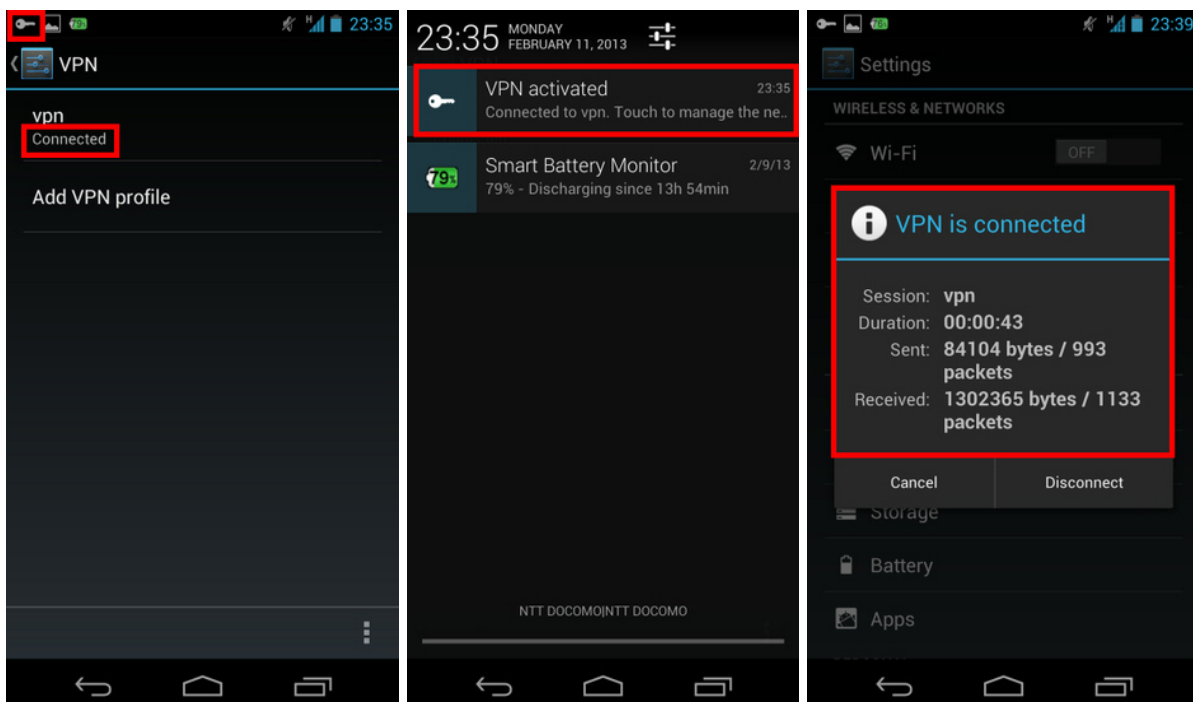 79%
H
23:35
VPN
vpn
Connected
Add VPN profile
23:35
MONDAY
FEBRUARY 11, 2013
VPN activated
23:35
Connected to vpn. Touch to manage the ne..
79%
Smart Battery Monitor
2/9/13
79% - Discharging since 13h 54min
NTT DOCOMO|NTT DOCOMO
79%
H
23:39
Settings
WIRELESS & NETWORKS
Wi-Fi
OFF
VPN is connected
Session: vpn
Duration: 00:00:43
Sent: 84104 bytes / 993
packets
Received: 1302365 bytes / 1133
packets
Cancel
Disconnect
Storage
Battery
Apps